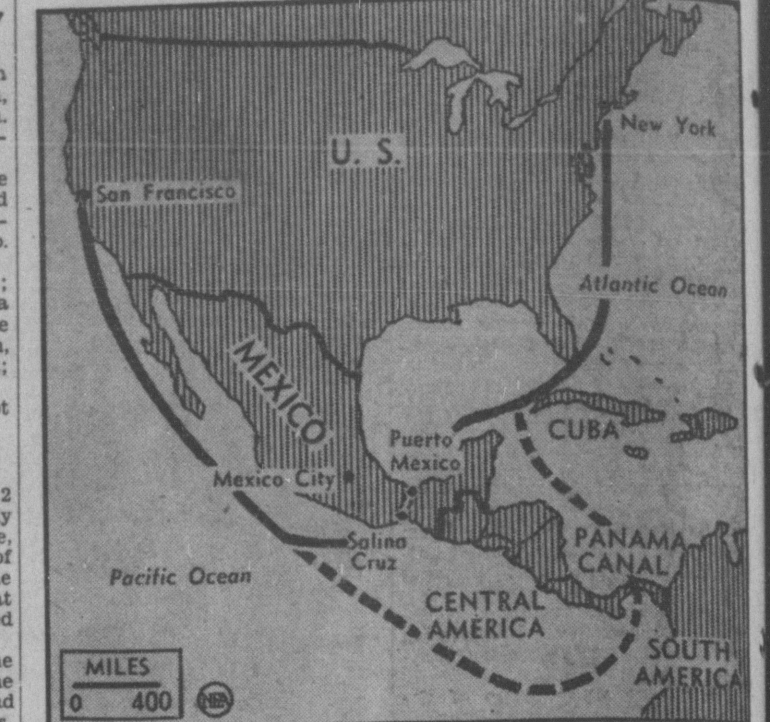 New York
U. S.
San Francisco
Atlantic Ocean
MEXICO
CUBA
Puerto
Mexico
Mexico City
Salina
Cruz
PANAMA
CANAL
Pacific Ocean
CENTRAL
AMERICA
SOUTH
AMERICA
MILES
0 400
NEA